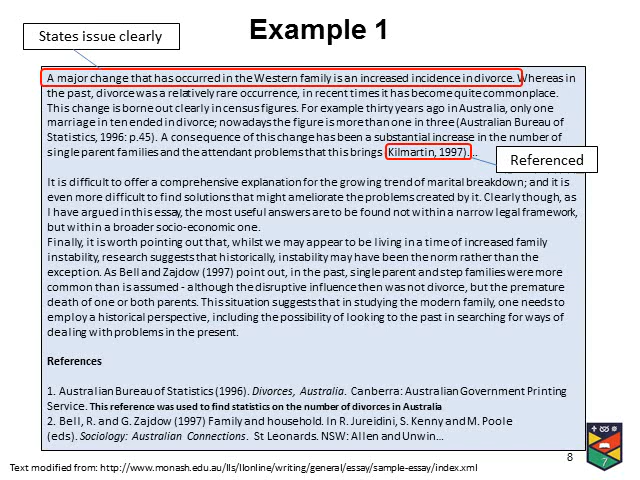 Example 1
States issue clearly
A major change that has occurred in the Western family is an increased incidence in divorce. Whereas in
the past, divorce was a relatively rare occurrence, in recent times it has become quite commonplace.
This change is borne out clearly in census figures. For example thirty years ago in Australia, only one
marriage in ten ended in divorce; nowadays the figure is more than one in three (Australian Bureau of
Statistics, 1996: p.45). A consequence of this change has been a substantial increase in the number of
single parent families and the attendant problems that this brings (Kilmartin, 1997)....
Referenced
It is difficult to offer a comprehensive explanation for the growing trend of marital breakdown; and it is
even more difficult to find solutions that might ameliorate the problems created by it. Clearly though, as
I have argued in this essay, the most useful answers are to be found not within a narrow legal framework,
but within a broader socio-economic one.
Finally, it is worth pointing out that, whilst we may appear to be living in a time of increased family
instability, research suggests that historically, instability may have been the norm rather than the
exception. As Bell and Zajdow (1997) point out, in the past, single parent and step families were more
common than is assumed - although the disruptive influence then was not divorce, but the premature
death of one or both parents. This situation suggests that in studying the modern family, one needs to
employ a historical perspective, including the possibility of looking to the past in searching for ways of
dealing with problems in the present.
References
1. Australian Bureau of Statistics (1996). Divorces, Australia. Canberra: Australian Government Printing
Service. This reference was used to find statistics on the number of divorces in Australia
2. Bell, R. and G. Zajdow (1997) Family and household. In R. Jureidini, S. Kenny and M. Poole
(eds). Sociology: Australian Connections. St Leonards. NSW: Allen and Unwin...
8
Text modified from: http://www.monash.edu.au/lls/llonline/writing/general/essay/sample-essay/index.xml